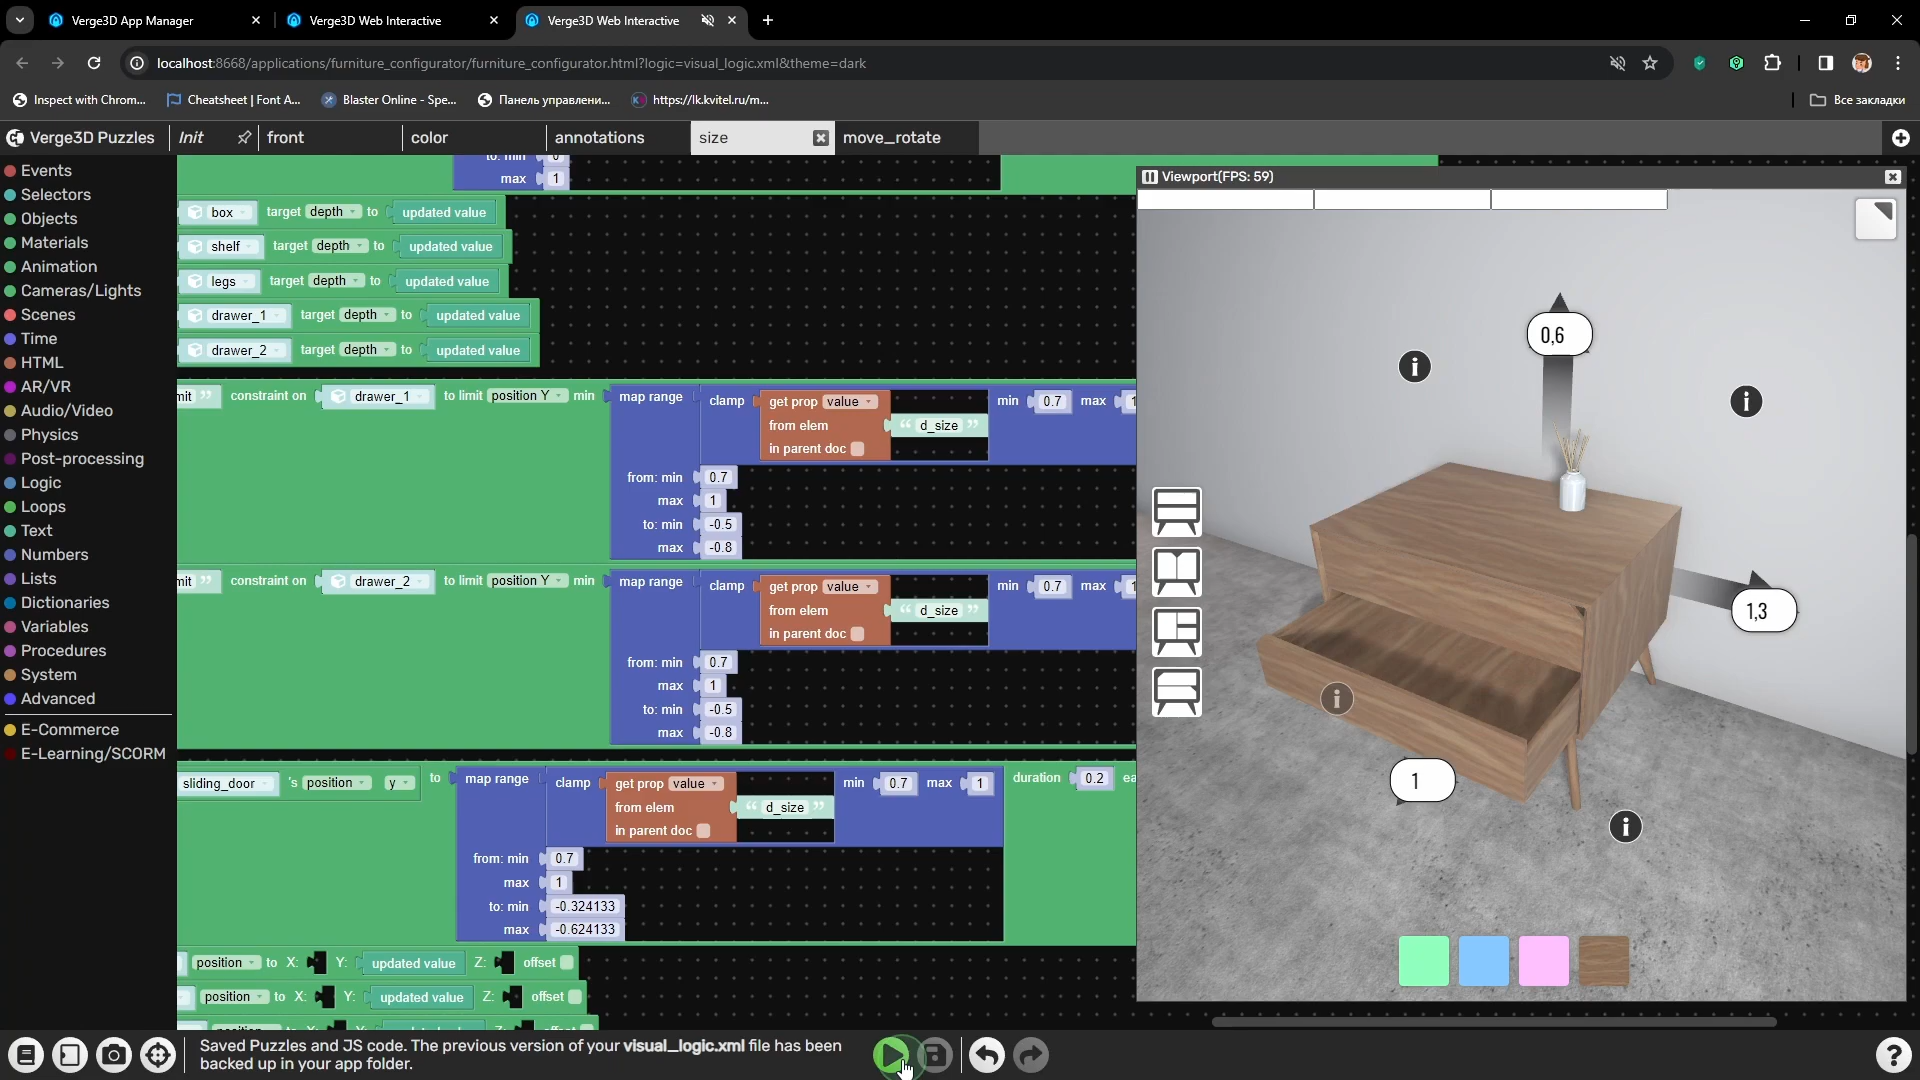 Verge3D App Manager
Verge3D Web Interactive
Verge3D Web Interactive
localhost:8668/applications/furniture_configurator/furniture_configurator.html?logic=visual_logic.xml&theme=dark
Inspect with Chrom...
Cheatsheet | Font A...
Blaster Online - Spe...
Панель управлени...
https://lk.kvitel.ru/m...
Все закладки
Verge3D Puzzles
Init
front
color
annotations
size
move_rotate
Events
Selectors
Objects
Materials
Animation
Cameras/Lights
Scenes
Time
HTML
AR/VR
Audio/Video
Physics
Post-processing
Logic
Loops
Text
Numbers
Lists
Dictionaries
Variables
Procedures
System
Advanced
E-Commerce
E-Learning/SCORM
to: min 0
max 1
box target depth to updated value
shelf target depth to updated value
legs target depth to updated value
drawer_1 target depth to updated value
drawer_2 target depth to updated value
mit ” constraint on drawer_1 to limit position Y min map range clamp get prop value min 0.7 max 1
from elem “ d_size ”
in parent doc
from: min 0.7
max 1
to: min -0.5
max -0.8
mit ” constraint on drawer_2 to limit position Y min map range clamp get prop value min 0.7 max 1
from elem “ d_size ”
in parent doc
from: min 0.7
max 1
to: min -0.5
max -0.8
sliding_door 's position y to map range clamp get prop value min 0.7 max 1 duration 0.2 ea
from elem “ d_size ”
in parent doc
from: min 0.7
max 1
to: min -0.324133
max -0.624133
position to X: Y: updated value Z: offset
position to X: Y: updated value Z: offset
Viewport(FPS: 59)
0,6
1,3
1
i
i
i
i
Saved Puzzles and JS code. The previous version of your visual_logic.xml file has been
backed up in your app folder.
?